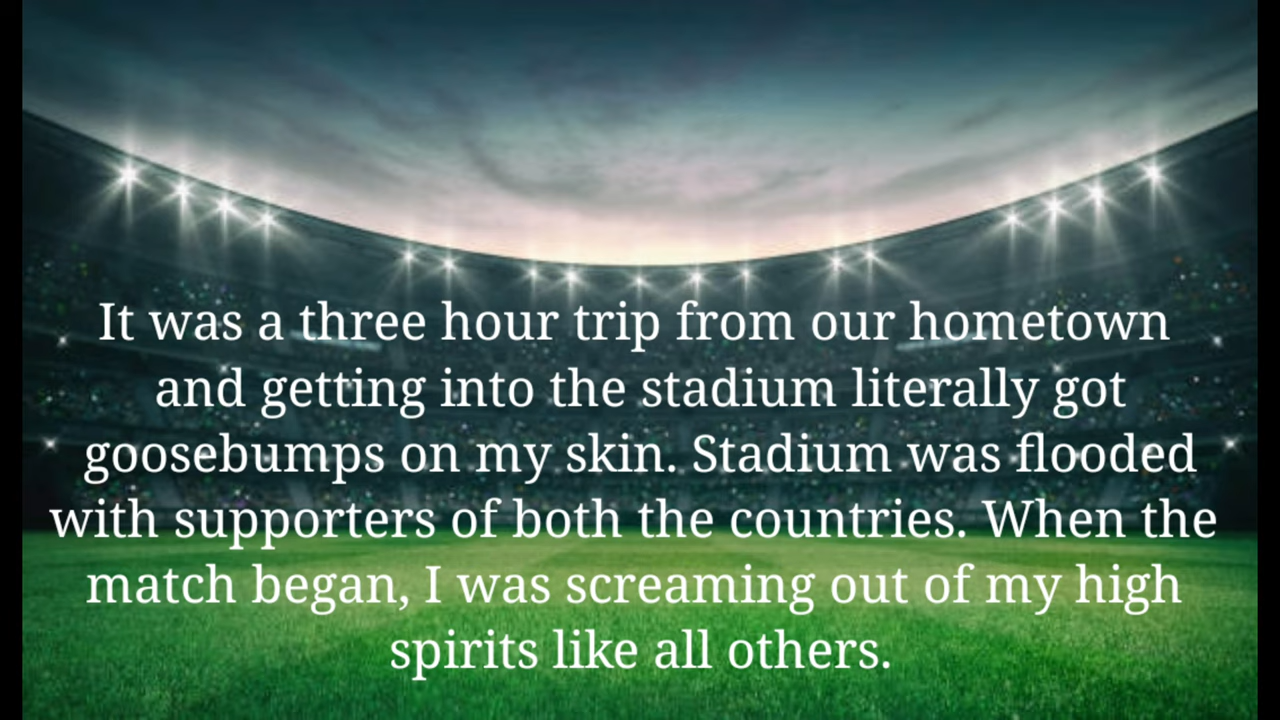 It was a three hour trip from our hometown
and getting into the stadium literally got
goosebumps on my skin. Stadium was flooded
with supporters of both the countries. When the
match began, I was screaming out of my high
spirits like all others.